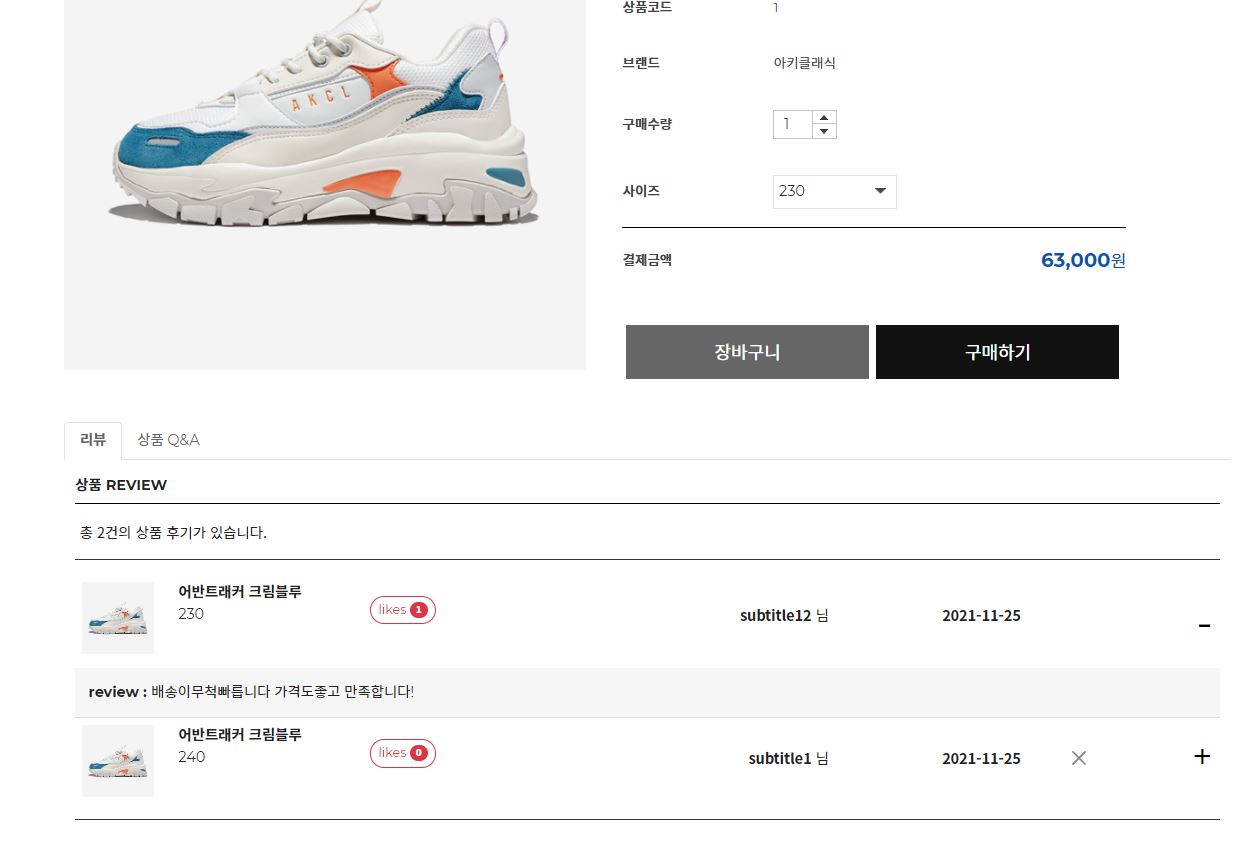 상품코드 1
브랜드 아키클래식
AKCL
구매수량 1
사이즈 230
결제금액 63,000원
장바구니 구매하기
리뷰 상품 Q&A
상품 REVIEW
총 2건의 상품 후기가 있습니다.
어반트래커 크림블루
230 likes 1 subtitle12 님 2021-11-25
review : 배송이무척빠릅니다 가격도좋고 만족합니다!
어반트래커 크림블루
240 likes 0 subtitle1 님 2021-11-25